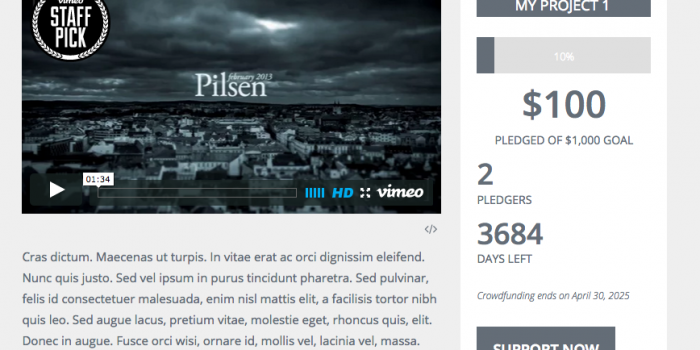 vimeo
STAFF
PICK
february 2013
Pilsen
01:34
HD
vimeo
</>
Cras dictum. Maecenas ut turpis. In vitae erat ac orci dignissim eleifend.
Nunc quis justo. Sed vel ipsum in purus tincidunt pharetra. Sed pulvinar,
felis id consectetuer malesuada, enim nisl mattis elit, a facilisis tortor nibh
quis leo. Sed augue lacus, pretium vitae, molestie eget, rhoncus quis, elit.
Donec in augue. Fusce orci wisi, ornare id, mollis vel, lacinia vel, massa.
MY PROJECT 1
10%
$100
PLEDGED OF $1,000 GOAL
2
PLEDGERS
3684
DAYS LEFT
Crowdfunding ends on April 30, 2025
SUPPORT NOW